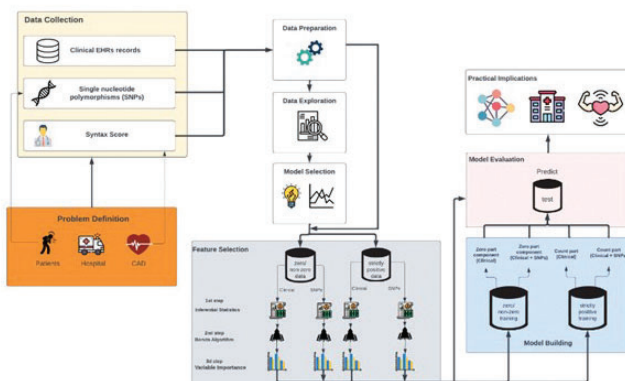 Data Collection
Clinical EHRs records
Single nucleotide
polymorphisms (SNPs)
Syntax Score
Problem Definition
Patients
Hospital
CAD
Data Preparation
Data Exploration
Model Selection
Feature Selection
zero/
non-zero
data
strictly
positive
data
Clinical
SNPs
Clinical
SNPs
1st step
Inferential Statistics
2nd step
Boruta Algorithm
3d step
Variable Importance
Practical Implications
Model Evaluation
Predict
test
Zero part
component
(Clinical)
Zero part
component
(Clinical + SNPs)
Count part
(Clinical)
Count part
(Clinical + SNPs)
zero/
non-zero
training
strictly
positive
training
Model Building